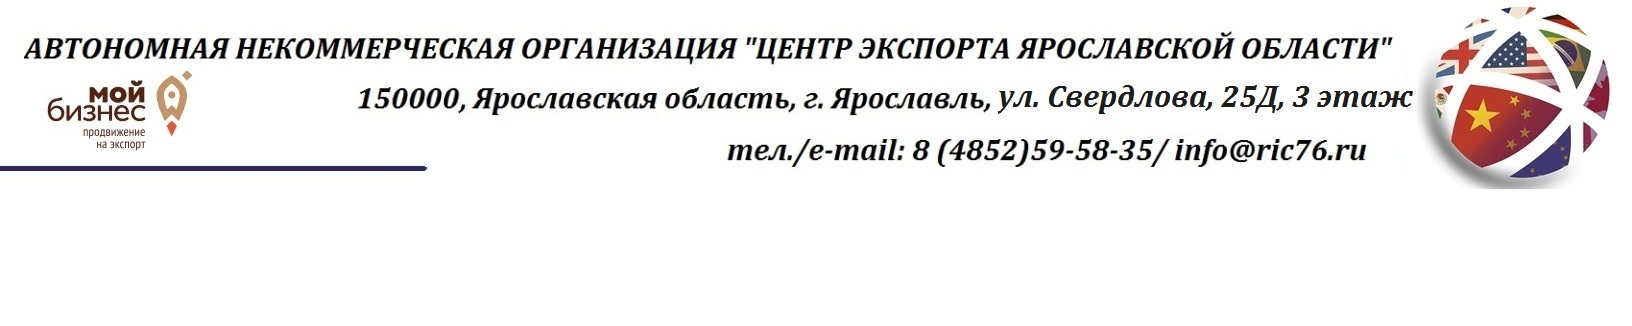 АВТОНОМНАЯ НЕКОММЕРЧЕСКАЯ ОРГАНИЗАЦИЯ "ЦЕНТР ЭКСПОРТА ЯРОСЛАВСКОЙ ОБЛАСТИ"
мой
бизнес
продвижение
на экспорт
150000, Ярославская область, г. Ярославль, ул. Свердлова, 25Д, 3 этаж
тел./e-mail: 8 (4852)59-58-35/ info@ric76.ru